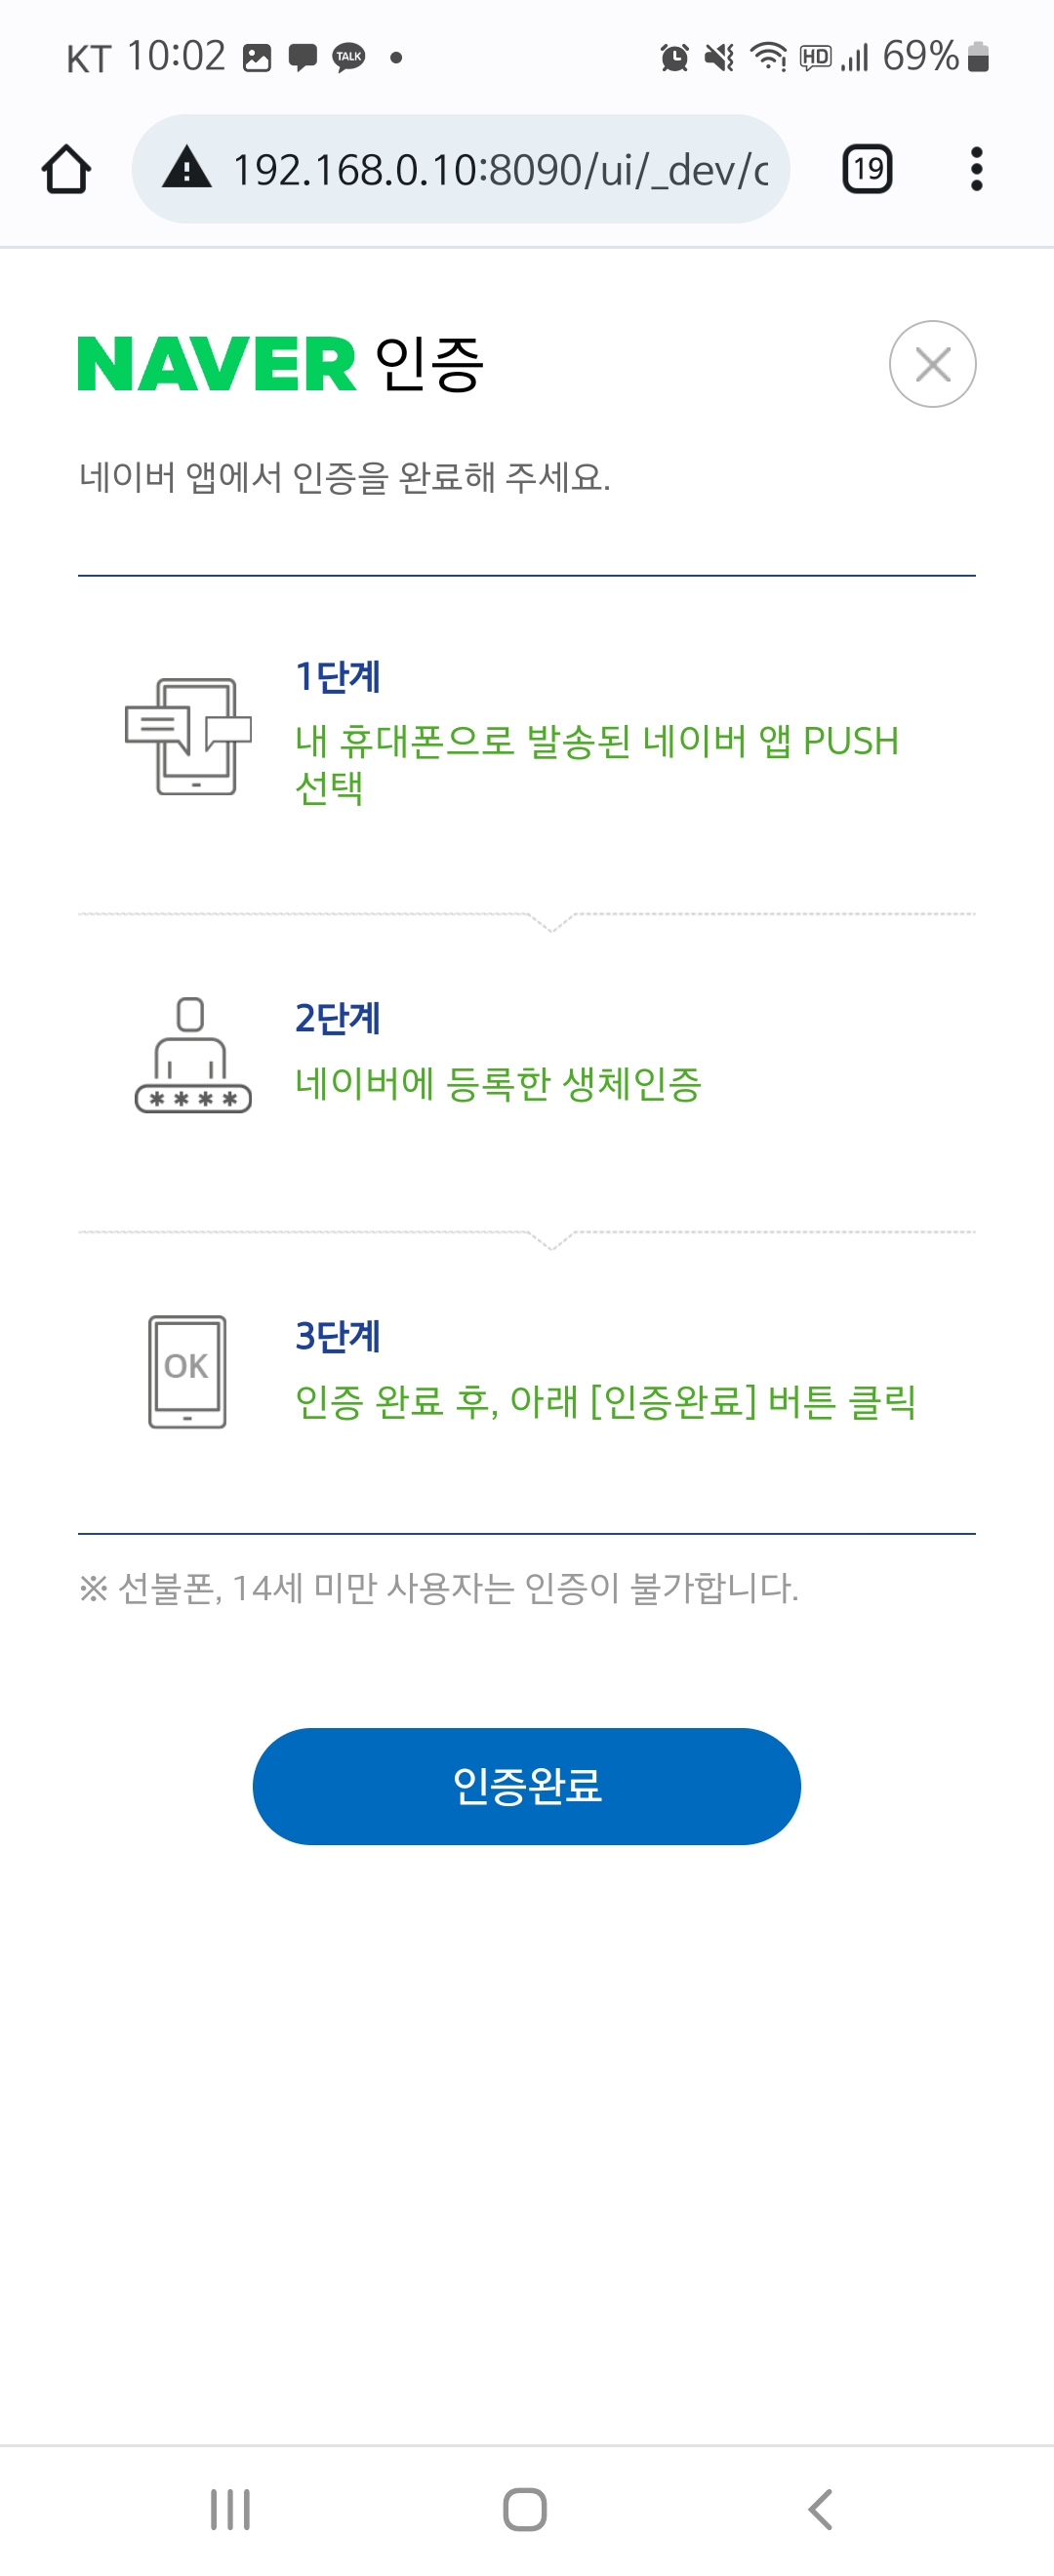 KT 10:02 TALK HD 69%
192.168.0.10:8090/ui/_dev/c
19
NAVER 인증
네이버 앱에서 인증을 완료해 주세요.
1단계
내 휴대폰으로 발송된 네이버 앱 PUSH
선택
2단계
네이버에 등록한 생체인증
****
3단계
OK
인증 완료 후, 아래 [인증완료] 버튼 클릭
※ 선불폰, 14세 미만 사용자는 인증이 불가합니다.
인증완료